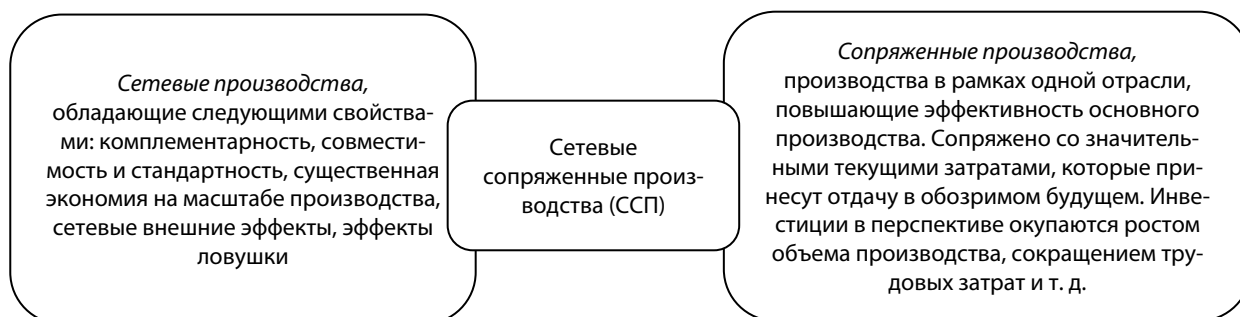 Сетевые производства,
обладающие следующими свойства-
ми: комплементарность, совмести-
мость и стандартность, существенная
экономия на масштабе производства,
сетевые внешние эффекты, эффекты
ловушки
Сетевые
сопряженные произ-
водства (ССП)
Сопряженные производства,
производства в рамках одной отрасли,
повышающие эффективность основного
производства. Сопряжено со значитель-
ными текущими затратами, которые при-
несут отдачу в обозримом будущем. Инве-
стиции в перспективе окупаются ростом
объема производства, сокращением тру-
довых затрат и т. д.